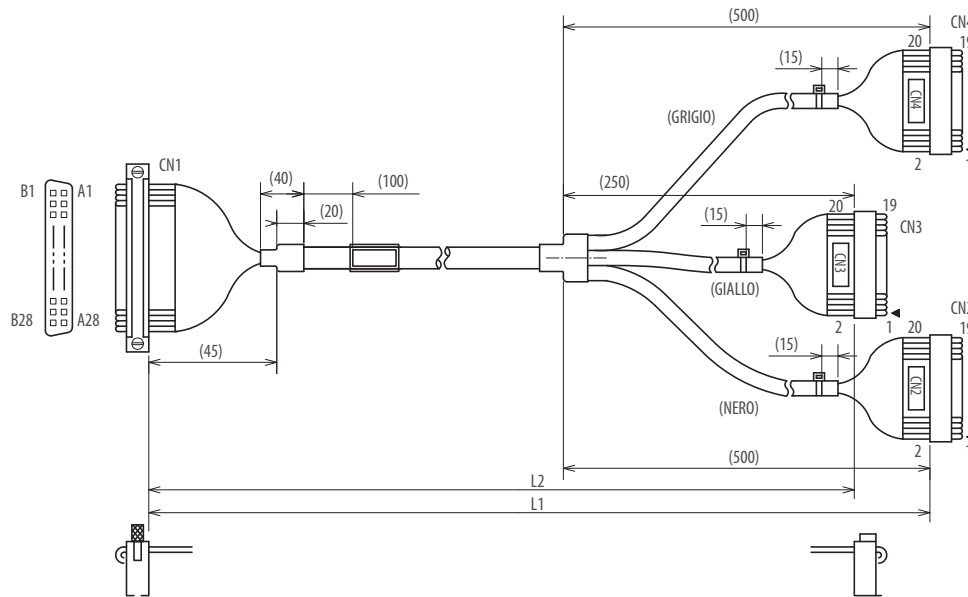 (500)
CN4
20
19
(15)
CN4
(GRIGIO)
2
CN1
B1
A1
(40)
(100)
(20)
(250)
(15)
20
19
CN3
CN3
(GIALLO)
2
1
B28
A28
(45)
(15)
20
19
CN2
(NERO)
2
(500)
L2
L1